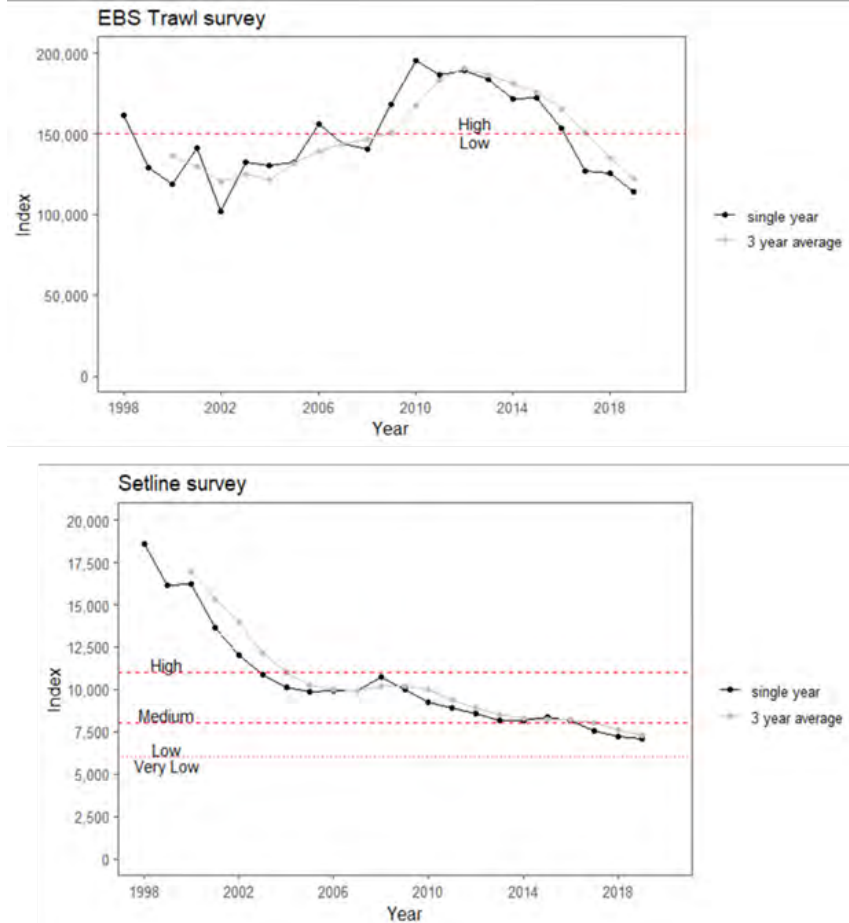 EBS Trawl survey
200,000
150,000
100,000
50,000
0
Index
High
Low
1998 2002 2006 2010 2014 2018
Year
single year
3 year average
Setline survey
20,000
17,500
15,000
12,500
10,000
7,500
5,000
2,500
0
Index
High
Medium
Low
Very Low
1998 2002 2006 2010 2014 2018
Year
single year
3 year average